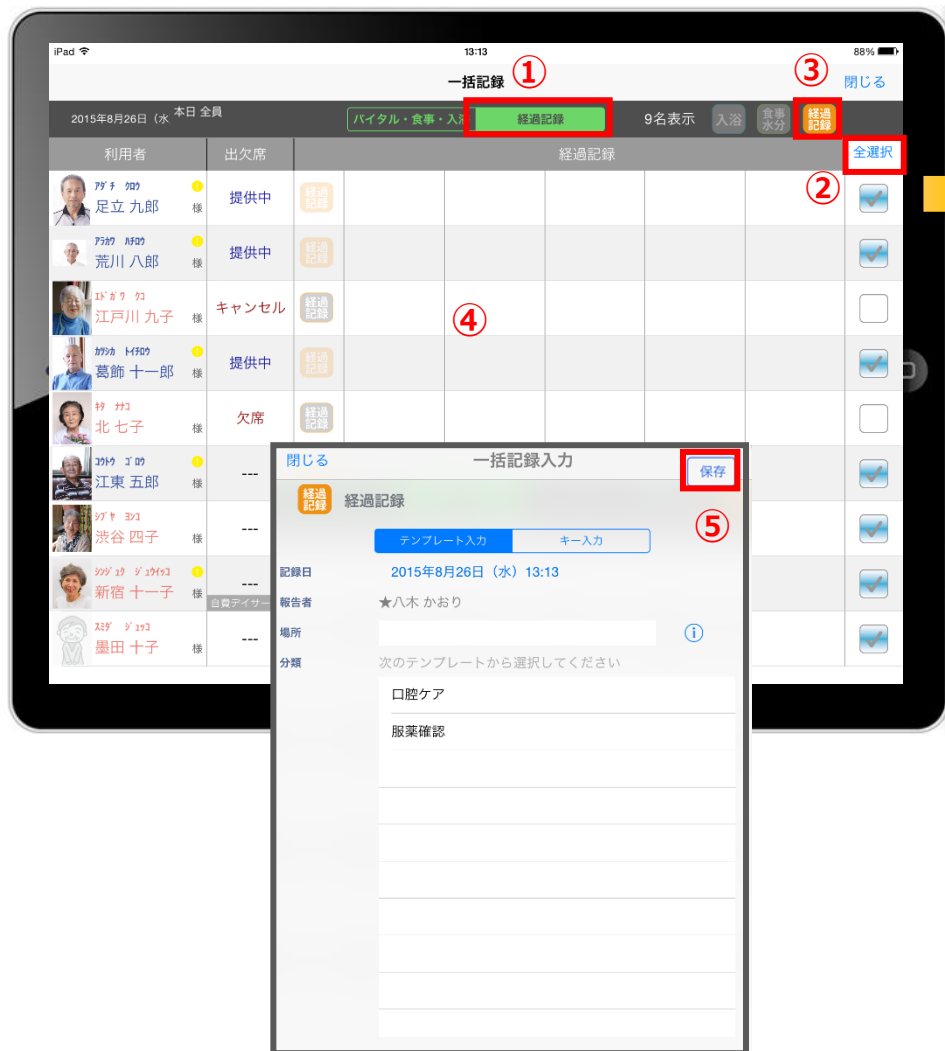 iPad 13:13 88%
一括記録 ① ③ 閉じる
2015年8月26日（水 本日 全員 バイタル・食事・入浴 経過記録 9名表示 入浴 食事水分 経過記録
利用者 出欠席 経過記録 全選択
②
ｱﾀﾞﾁ ｸﾛｳ
足立 九郎 様 提供中 経過記録
ｱﾗｶﾜ ﾊﾁﾛｳ
荒川 八郎 様 提供中 経過記録
ｴﾄﾞｶﾞﾜ ｸｺ
江戸川 九子 様 キャンセル 経過記録
④
ｶﾂｼｶ ﾄｲﾁﾛｳ
葛飾 十一郎 様 提供中 経過記録
ｷﾀ ﾅﾅｺ
北 七子 様 欠席 経過記録
ｺｳﾄｳ ｺﾞﾛｳ
江東 五郎 様 ---
ｼﾌﾞﾔ ﾖﾝｺ
渋谷 四子 様 ---
ｼﾝｼﾞｭｸ ｼﾞｭｳｲﾁｺ
新宿 十一子 様 ---
自費デイサー
ｽﾐﾀﾞ ｼﾞｭｯｺ
墨田 十子 様 ---
閉じる 一括記録入力 保存
経過記録 経過記録
⑤
テンプレート入力 キー入力
記録日 2015年8月26日（水）13:13
報告者 ★八木 かおり
場所
分類 次のテンプレートから選択してください
口腔ケア
服薬確認